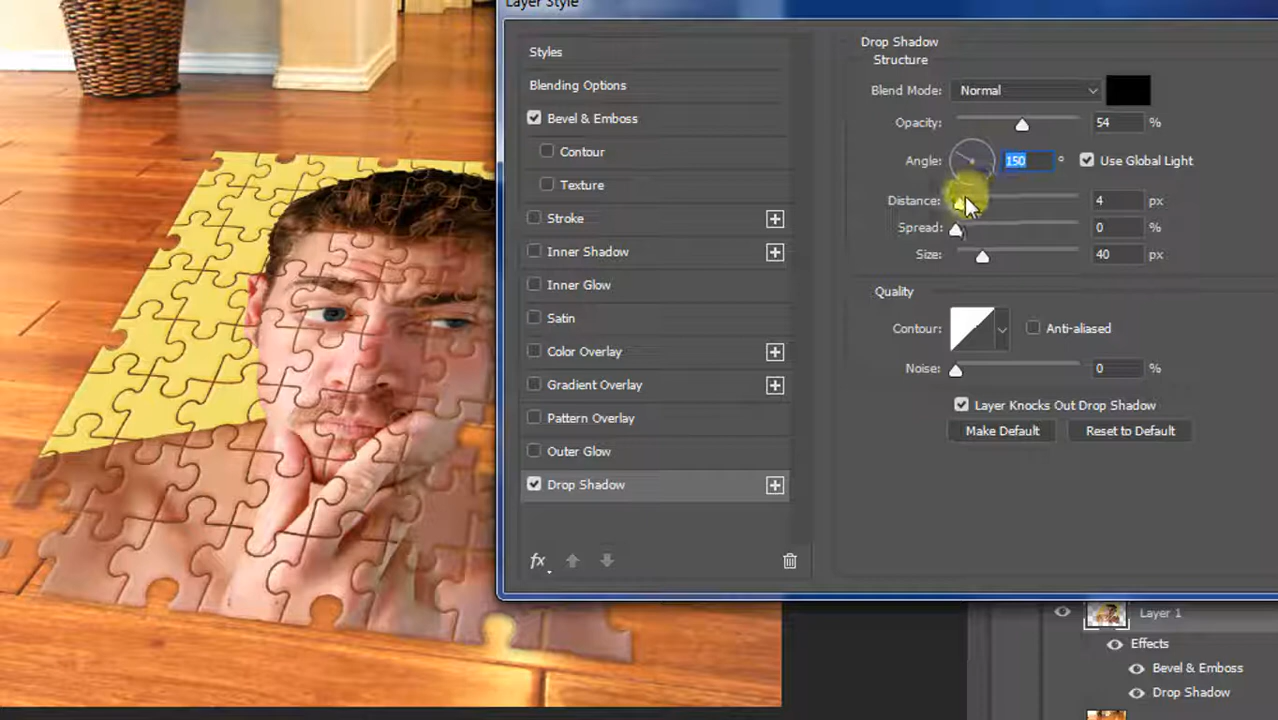 Layer Style
Styles
Blending Options
Bevel & Emboss
Contour
Texture
Stroke
Inner Shadow
Inner Glow
Satin
Color Overlay
Gradient Overlay
Pattern Overlay
Outer Glow
Drop Shadow
fx
Drop Shadow
Structure
Blend Mode: Normal
Opacity: 54 %
Angle: 150 ° Use Global Light
Distance: 4 px
Spread: 0 %
Size: 40 px
Quality
Contour: Anti-aliased
Noise: 0 %
Layer Knocks Out Drop Shadow
Make Default Reset to Default
Layer 1
Effects
Bevel & Emboss
Drop Shadow